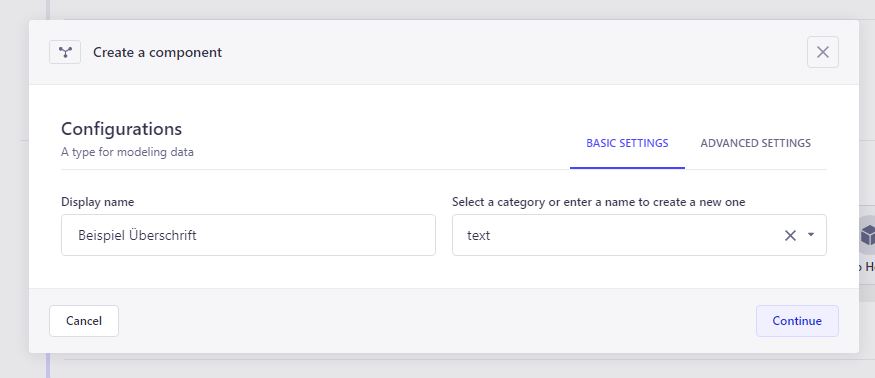 Create a component
Configurations
A type for modeling data
BASIC SETTINGS
ADVANCED SETTINGS
Display name
Select a category or enter a name to create a new one
Beispiel Überschrift
text
Cancel
Continue